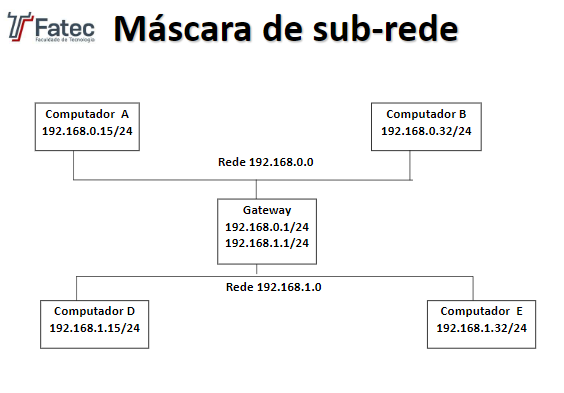 Fatec
Faculdade de Tecnologia
Máscara de sub-rede
Computador A
192.168.0.15/24
Computador B
192.168.0.32/24
Rede 192.168.0.0
Gateway
192.168.0.1/24
192.168.1.1/24
Rede 192.168.1.0
Computador D
192.168.1.15/24
Computador E
192.168.1.32/24